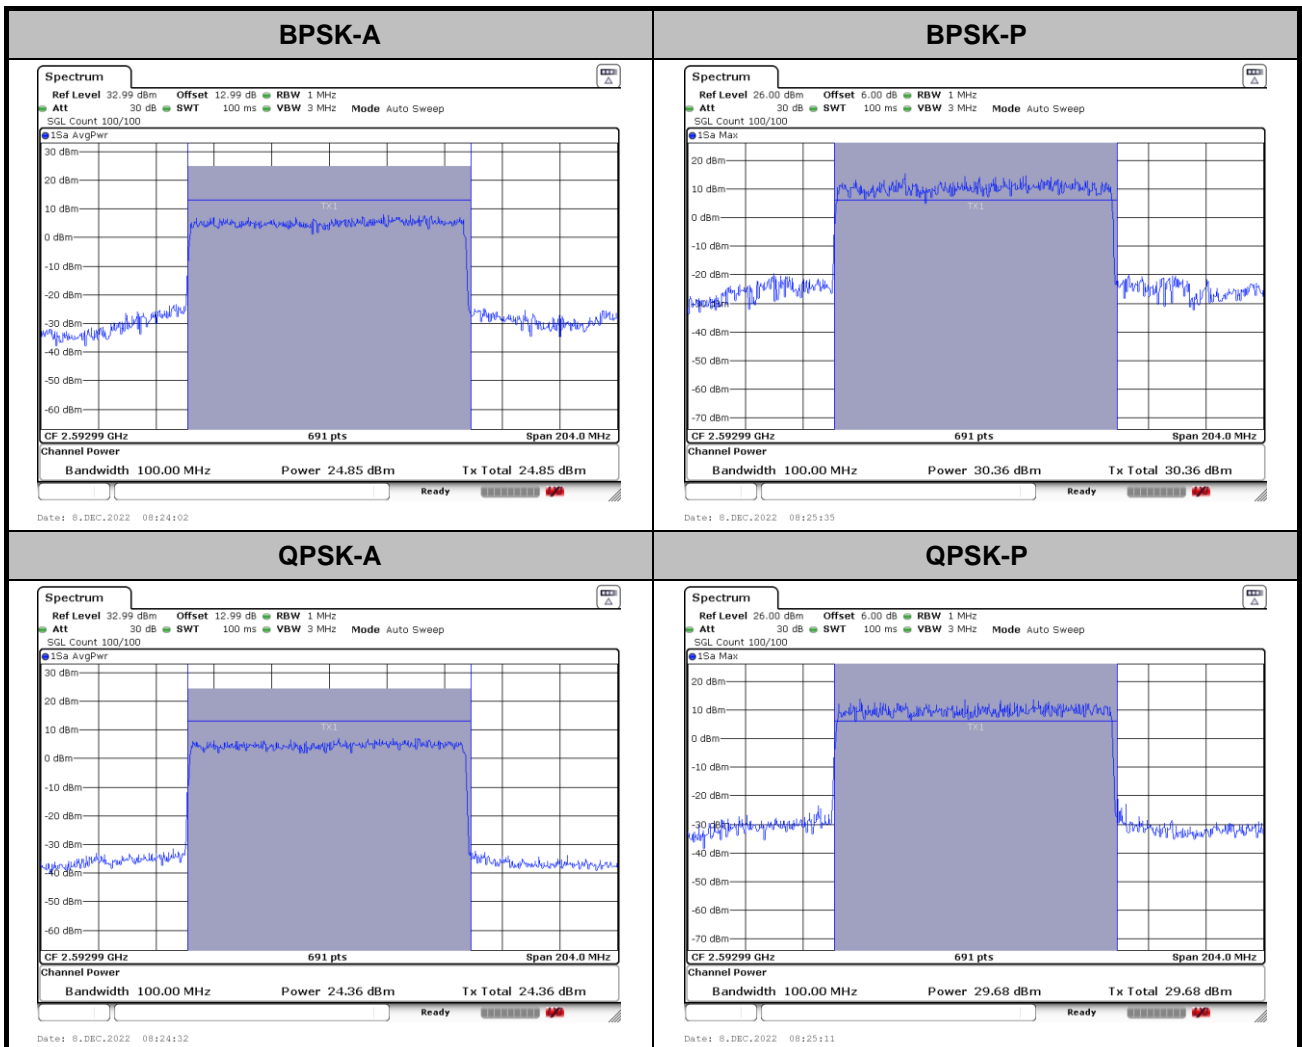 BPSK-A
BPSK-P
Spectrum
Ref Level 32.99 dBm Offset 12.99 dB RBW 1 MHz
Att 30 dB SWT 100 ms VBW 3 MHz Mode Auto Sweep
SGL Count 100/100
1Sa AvgPwr
30 dBm
20 dBm
10 dBm
TX1
0 dBm
-10 dBm
-20 dBm
-30 dBm
-40 dBm
-50 dBm
-60 dBm
CF 2.59299 GHz 691 pts Span 204.0 MHz
Channel Power
Bandwidth 100.00 MHz Power 24.85 dBm Tx Total 24.85 dBm
Ready
Date: 8.DEC.2022 08:24:02
Spectrum
Ref Level 26.00 dBm Offset 6.00 dB RBW 1 MHz
Att 30 dB SWT 100 ms VBW 3 MHz Mode Auto Sweep
SGL Count 100/100
1Sa Max
20 dBm
10 dBm
TX1
0 dBm
-10 dBm
-20 dBm
-30 dBm
-40 dBm
-50 dBm
-60 dBm
-70 dBm
CF 2.59299 GHz 691 pts Span 204.0 MHz
Channel Power
Bandwidth 100.00 MHz Power 30.36 dBm Tx Total 30.36 dBm
Ready
Date: 8.DEC.2022 08:25:35
QPSK-A
QPSK-P
Spectrum
Ref Level 32.99 dBm Offset 12.99 dB RBW 1 MHz
Att 30 dB SWT 100 ms VBW 3 MHz Mode Auto Sweep
SGL Count 100/100
1Sa AvgPwr
30 dBm
20 dBm
10 dBm
TX1
0 dBm
-10 dBm
-20 dBm
-30 dBm
-40 dBm
-50 dBm
-60 dBm
CF 2.59299 GHz 691 pts Span 204.0 MHz
Channel Power
Bandwidth 100.00 MHz Power 24.36 dBm Tx Total 24.36 dBm
Ready
Date: 8.DEC.2022 08:24:32
Spectrum
Ref Level 26.00 dBm Offset 6.00 dB RBW 1 MHz
Att 30 dB SWT 100 ms VBW 3 MHz Mode Auto Sweep
SGL Count 100/100
1Sa Max
20 dBm
10 dBm
TX1
0 dBm
-10 dBm
-20 dBm
-30 dBm
-40 dBm
-50 dBm
-60 dBm
-70 dBm
CF 2.59299 GHz 691 pts Span 204.0 MHz
Channel Power
Bandwidth 100.00 MHz Power 29.68 dBm Tx Total 29.68 dBm
Ready
Date: 8.DEC.2022 08:25:11